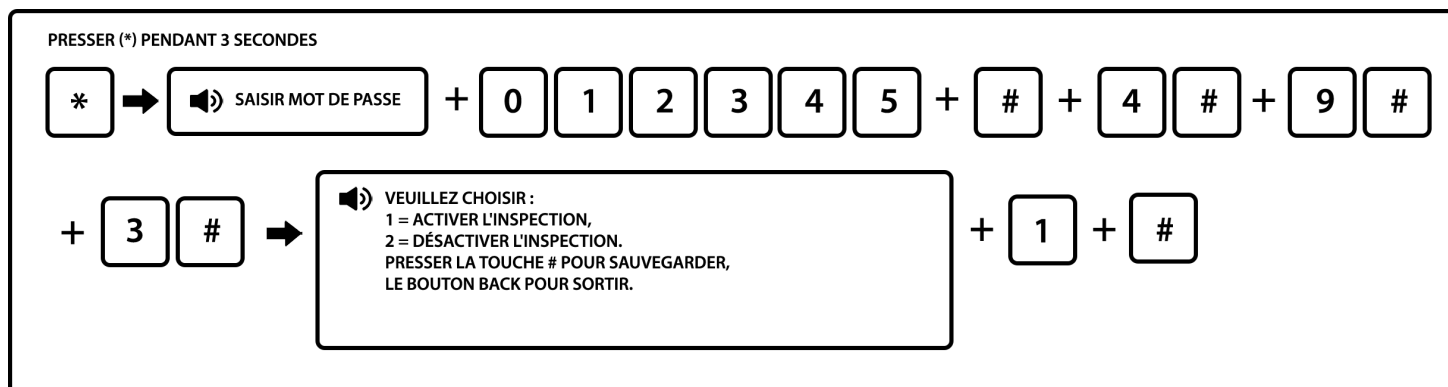 PRESSER (*) PENDANT 3 SECONDES
* SAISIR MOT DE PASSE + 0 1 2 3 4 5 + # + 4 # + 9 #
+ 3 # VEUILLEZ CHOISIR :
1 = ACTIVER L'INSPECTION,
2 = DÉSACTIVER L'INSPECTION.
PRESSER LA TOUCHE # POUR SAUVEGARDER,
LE BOUTON BACK POUR SORTIR.
+ 1 + #